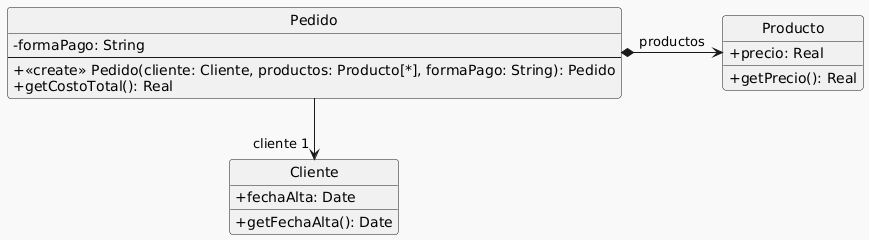 Pedido
-formaPago: String
+«create» Pedido(cliente: Cliente, productos: Producto[*], formaPago: String): Pedido
+getCostoTotal(): Real
productos
Producto
+precio: Real
+getPrecio(): Real
cliente 1
Cliente
+fechaAlta: Date
+getFechaAlta(): Date